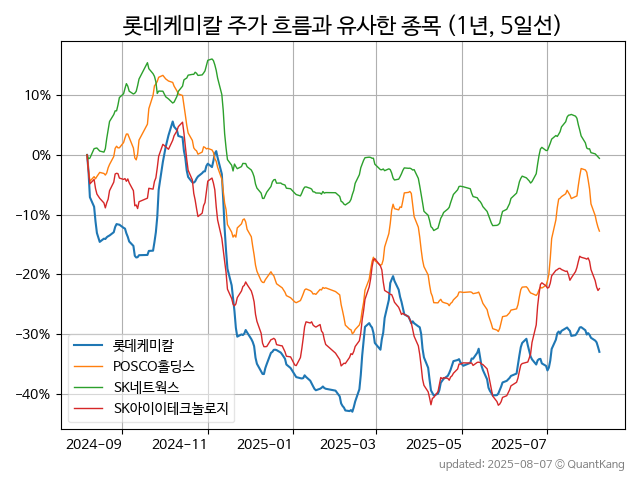 롯데케미칼 주가 흐름과 유사한 종목 (1년, 5일선)
10%
0%
−10%
−20%
−30%
−40%
롯데케미칼
POSCO홀딩스
SK네트웍스
SK아이이테크놀로지
2024-09 2024-11 2025-01 2025-03 2025-05 2025-07
updated: 2025-08-07 © QuantKang